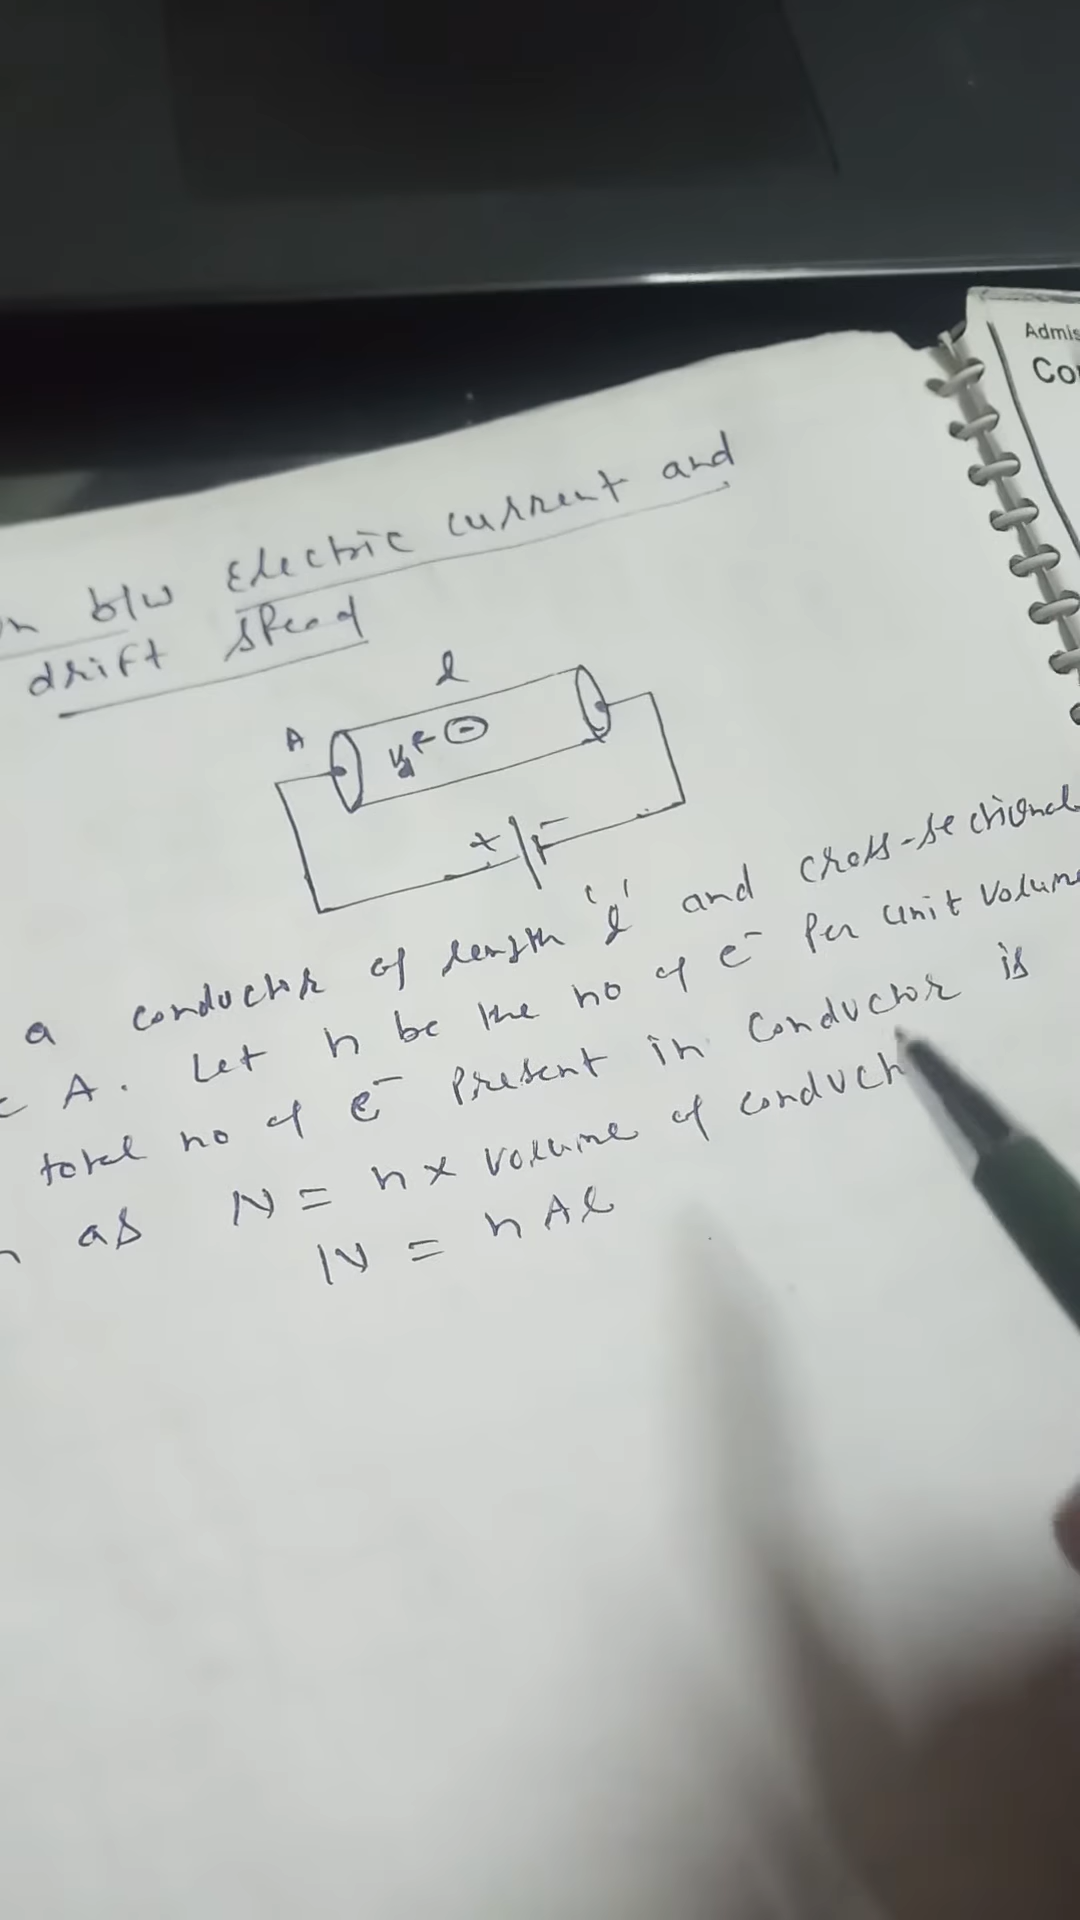 b/w Electric current and
drift speed
l
A
Vd ← −
+ −
a conductor of length 'l' and cross-sectional
A. Let n be the no of e⁻ Per unit volume
total no of e⁻ Present in conductor is
as N = n x volume of conduct
N = nAl
Admis
Co